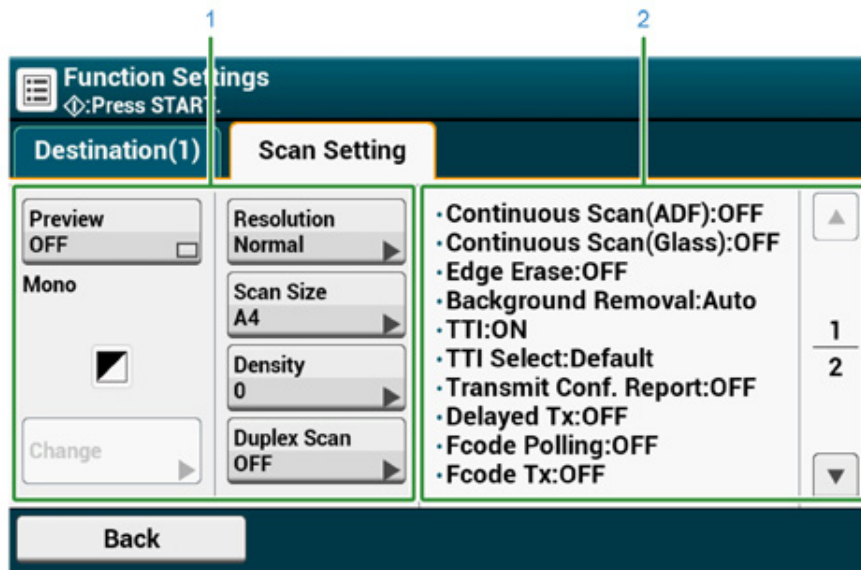 1
2
Function Settings
:Press START.
Destination(1)
Scan Setting
Preview
OFF
Mono
Change
Resolution
Normal
Scan Size
A4
Density
0
Duplex Scan
OFF
·Continuous Scan(ADF):OFF
·Continuous Scan(Glass):OFF
·Edge Erase:OFF
·Background Removal:Auto
·TTI:ON
·TTI Select:Default
·Transmit Conf. Report:OFF
·Delayed Tx:OFF
·Fcode Polling:OFF
·Fcode Tx:OFF
1
2
Back